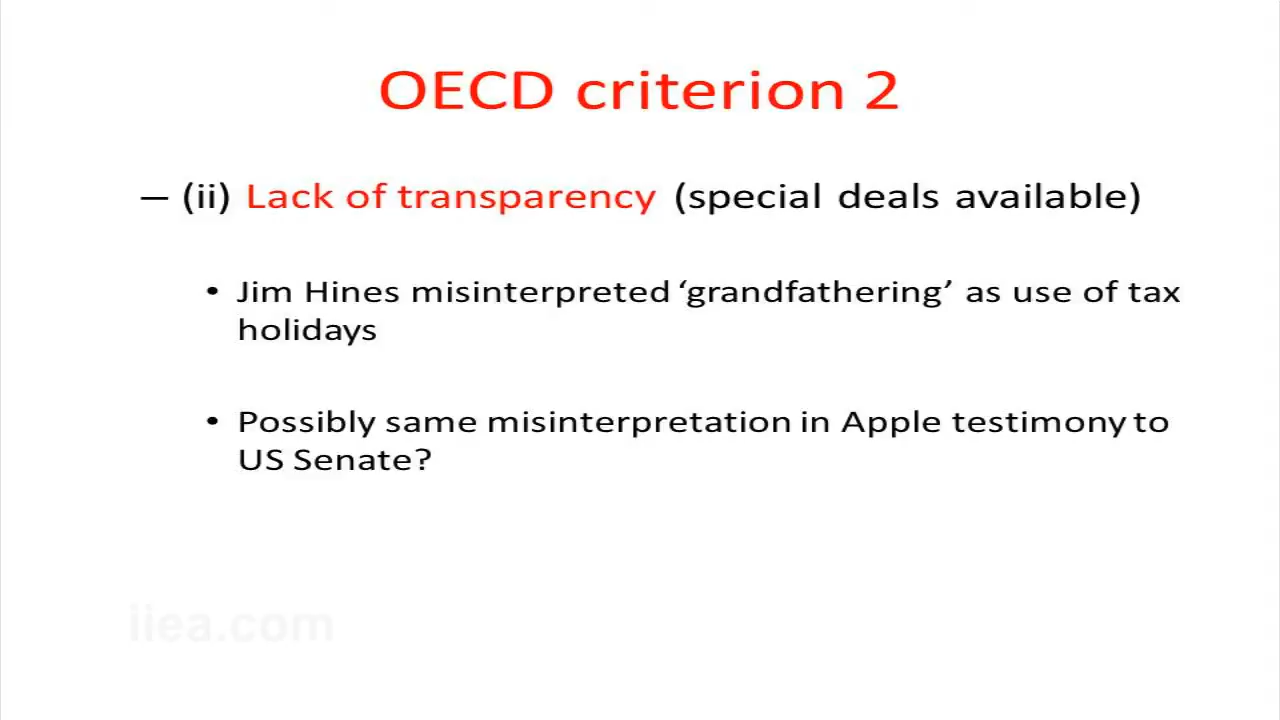 OECD criterion 2
– (ii) Lack of transparency (special deals available)
• Jim Hines misinterpreted ‘grandfathering’ as use of tax
holidays
• Possibly same misinterpretation in Apple testimony to
US Senate?
iiea.com